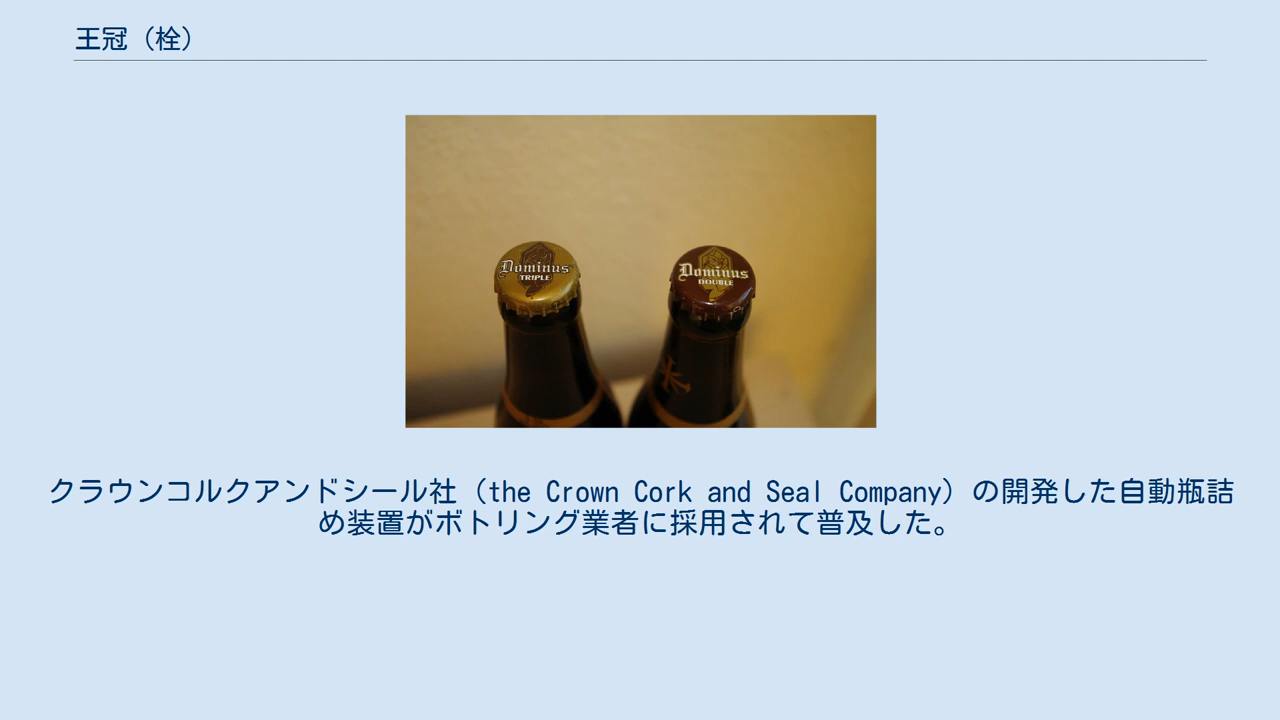 王冠（栓）
Dominus
TRIPLE
Dominus
DOUBLE
クラウンコルクアンドシール社（the Crown Cork and Seal Company）の開発した自動瓶詰
め装置がボトリング業者に採用されて普及した。